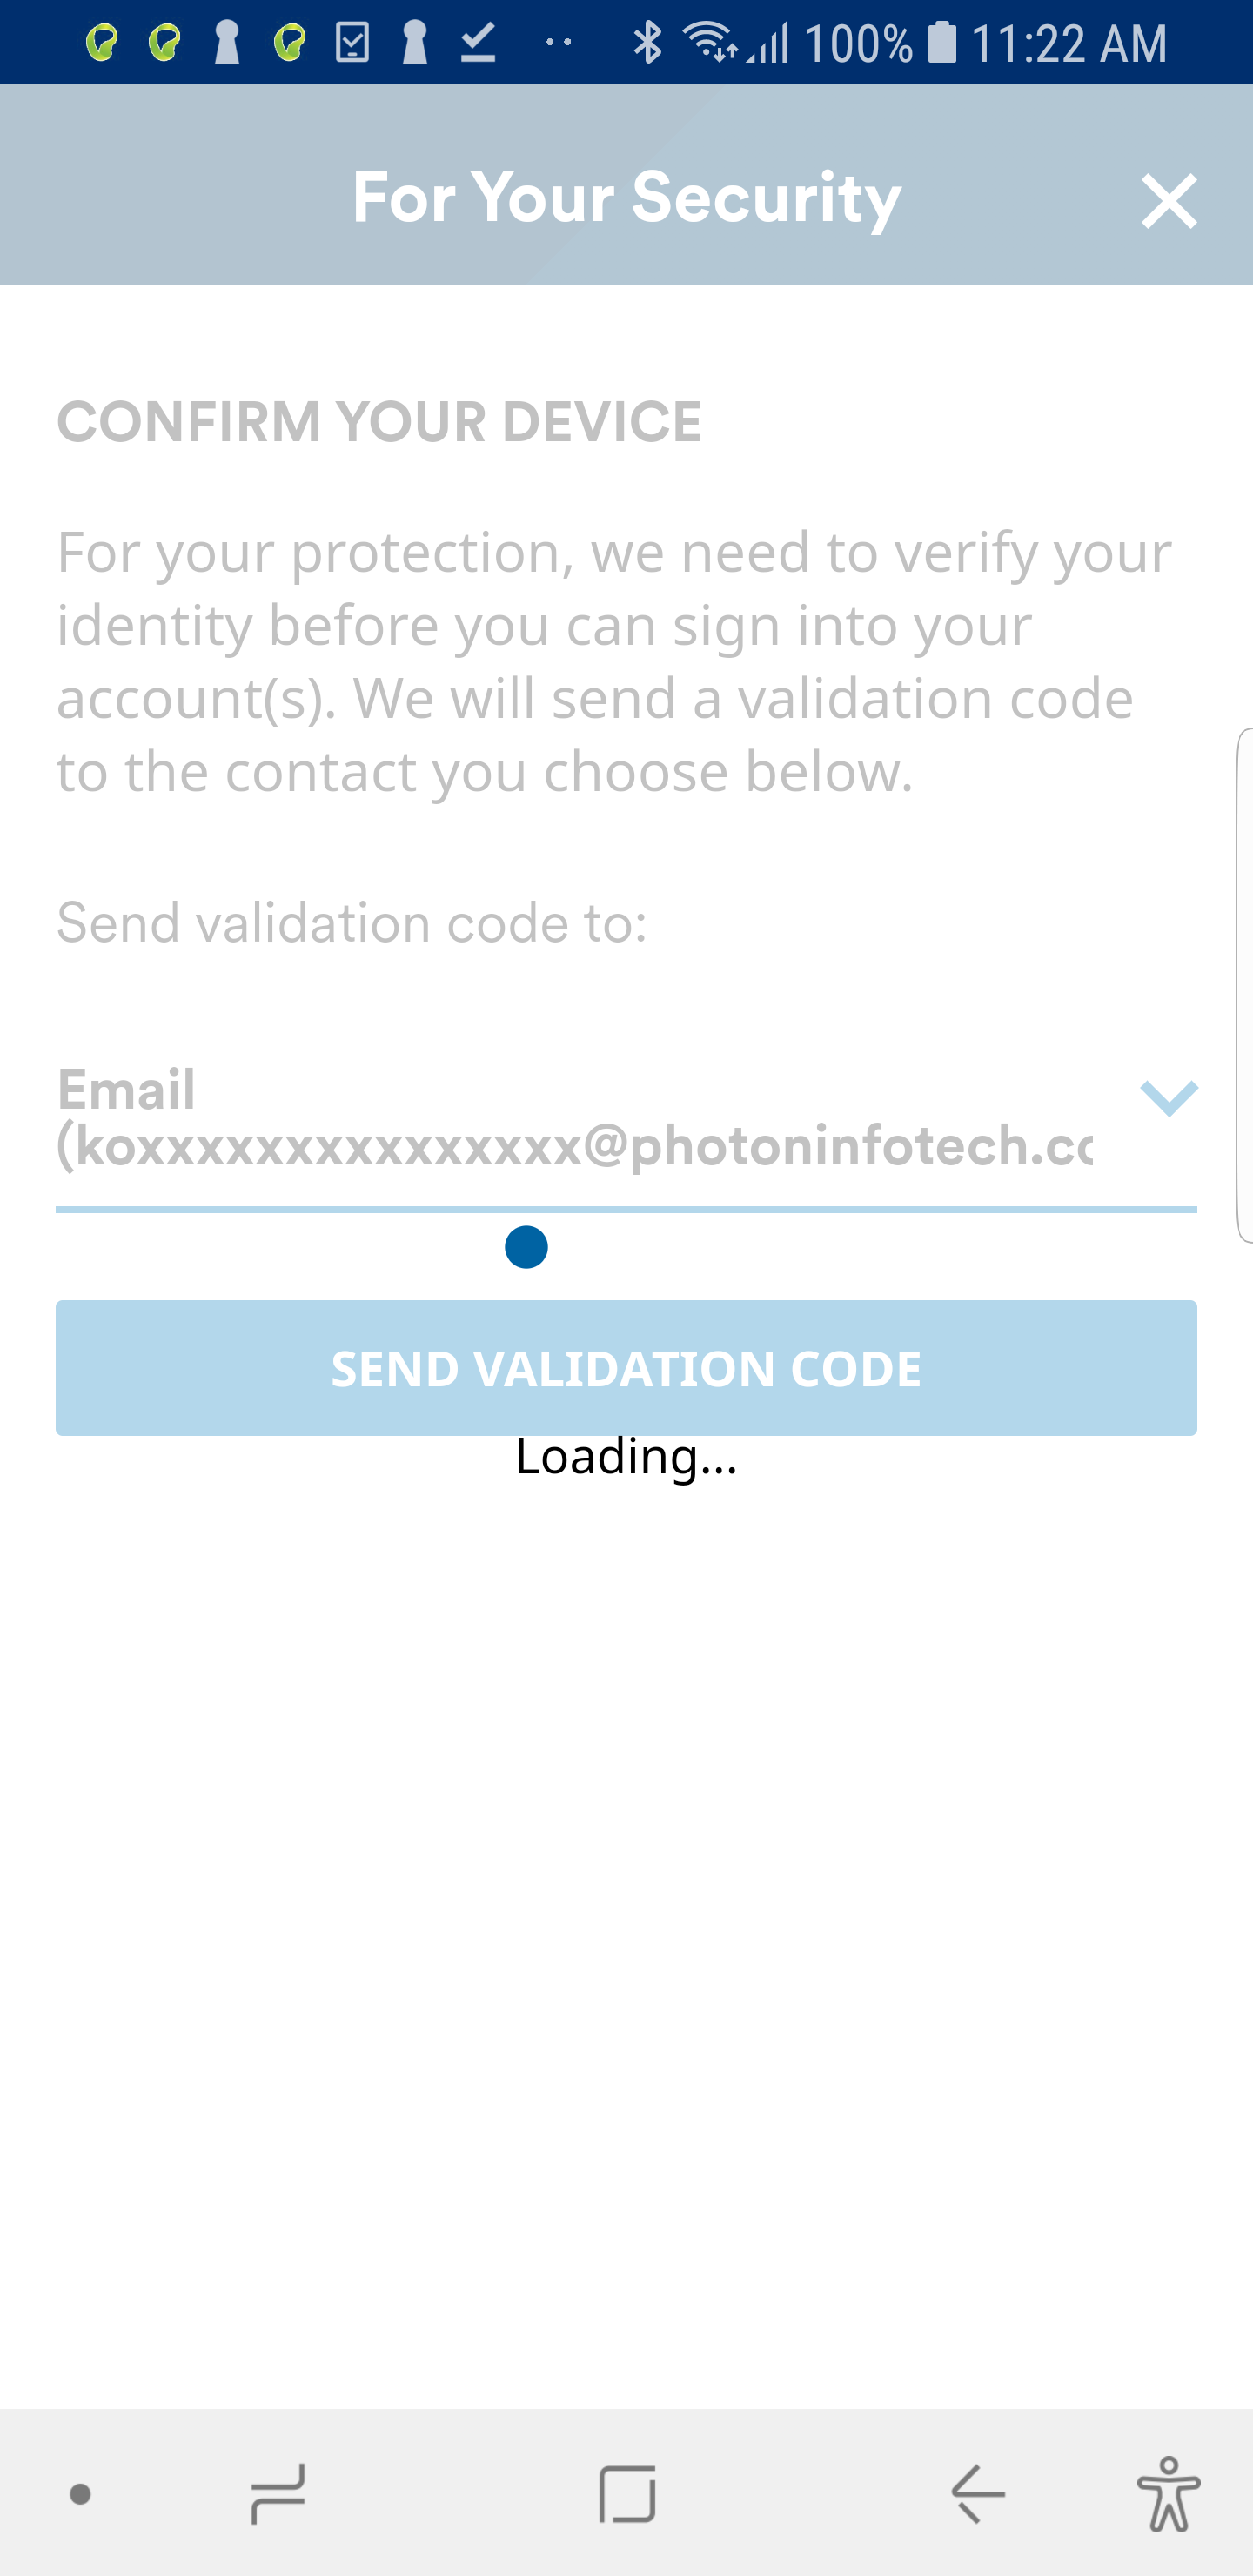 100% 11:22 AM
For Your Security
CONFIRM YOUR DEVICE
For your protection, we need to verify your
identity before you can sign into your
account(s). We will send a validation code
to the contact you choose below.
Send validation code to:
Email
(koxxxxxxxxxxxxxxx@photoninfotech.co
SEND VALIDATION CODE
Loading...